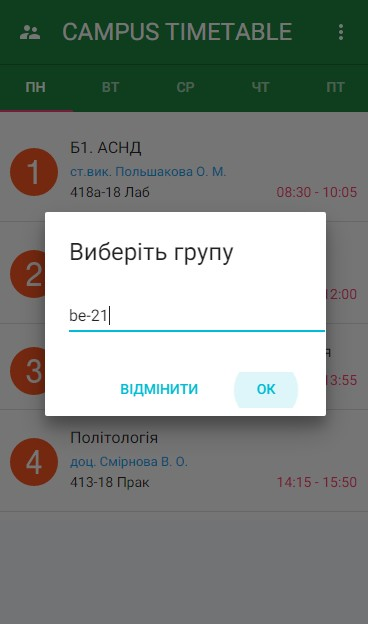 CAMPUS TIMETABLE
ПН ВТ СР ЧТ ПТ
1
Б1. АСНД
ст.вик. Польшакова О. М.
418а-18 Лаб 08:30 - 10:05
Виберіть групу
2
12:00
be-21
я
3
13:55
ВІДМІНИТИ ОК
4
Політологія
доц. Смірнова В. О.
413-18 Прак 14:15 - 15:50